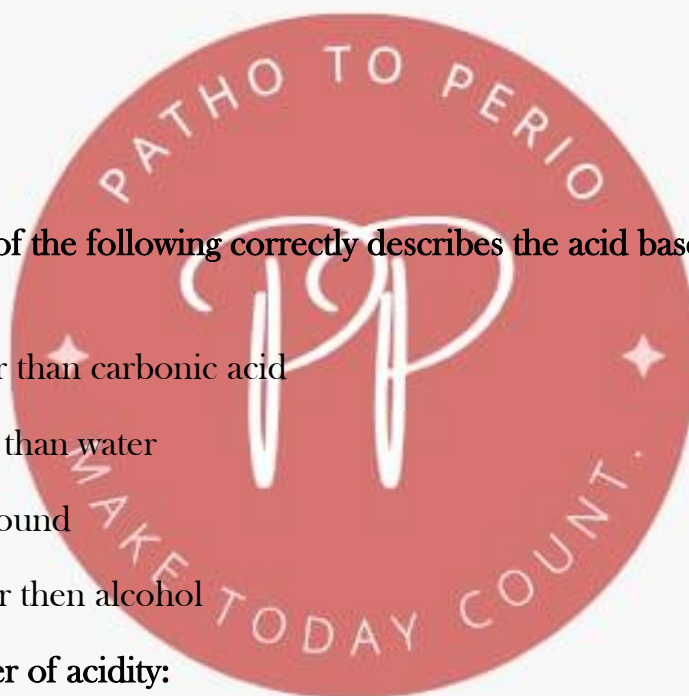 PATHO TO PERIO
of the following correctly describes the acid base
PP
r than carbonic acid
than water
ound
r then alcohol
MAKE TODAY COUNT.
er of acidity: